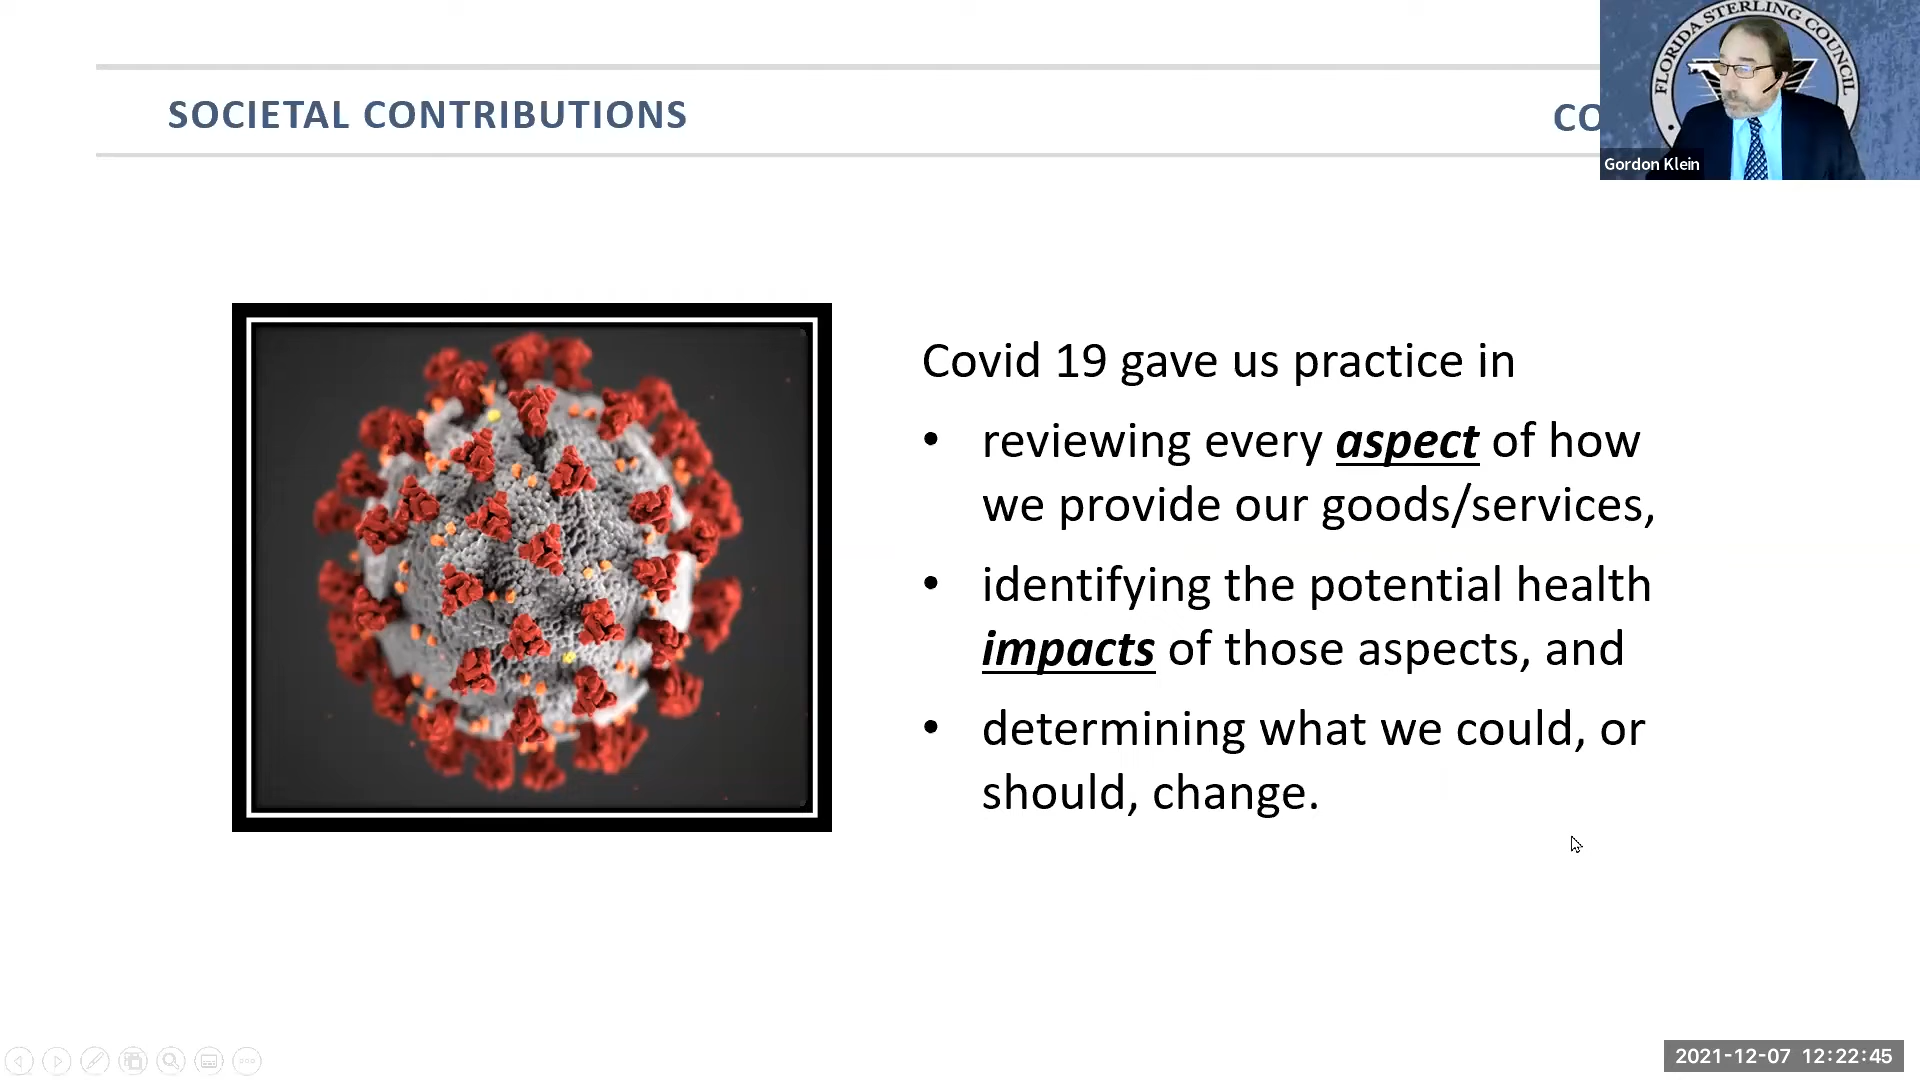 SOCIETAL CONTRIBUTIONS
CO
FLORIDA STERLING COUNCIL
Gordon Klein
Covid 19 gave us practice in
• reviewing every aspect of how
we provide our goods/services,
• identifying the potential health
impacts of those aspects, and
• determining what we could, or
should, change.
2021-12-07 12:22:45